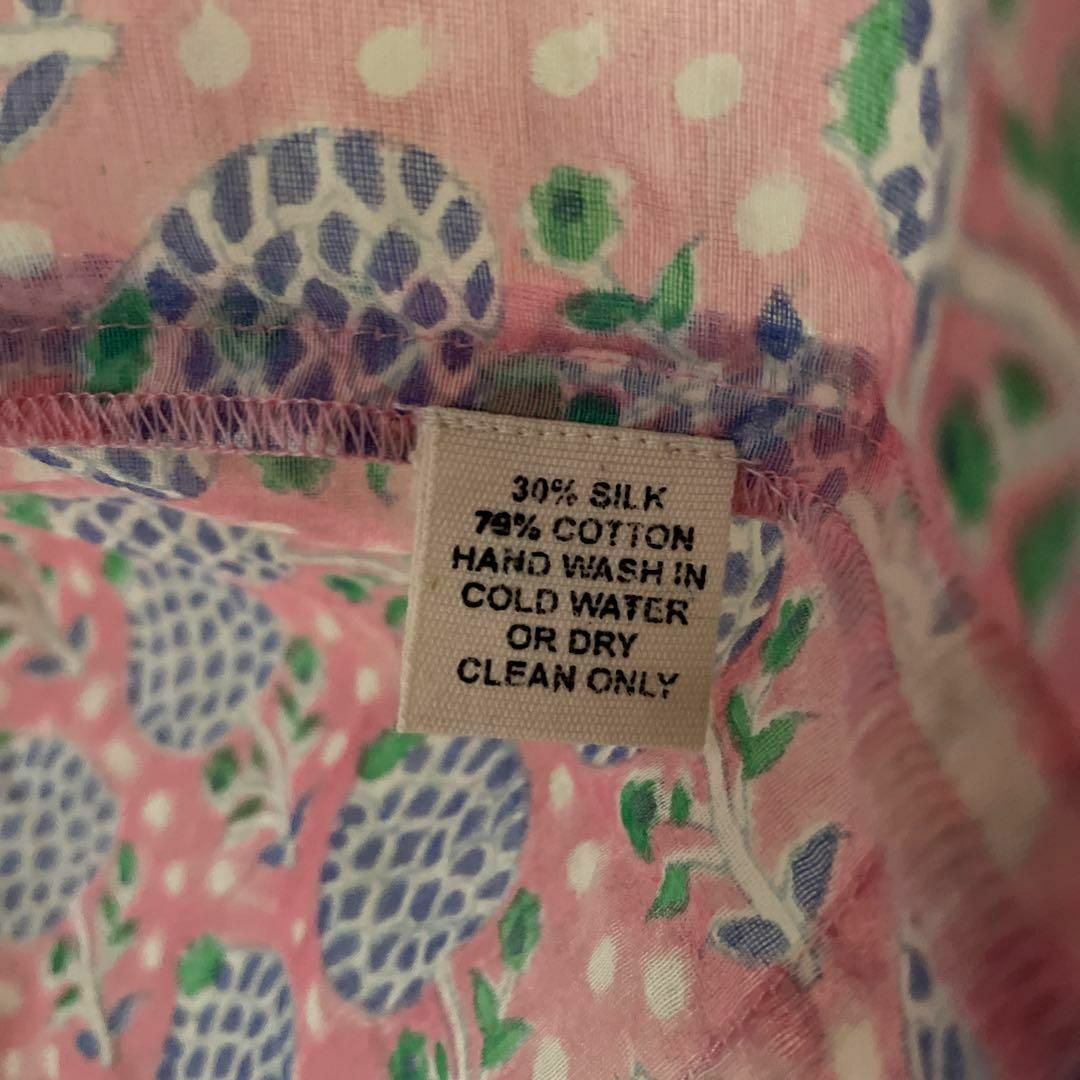 30% SILK
79% COTTON
HAND WASH IN
COLD WATER
OR DRY
CLEAN ONLY